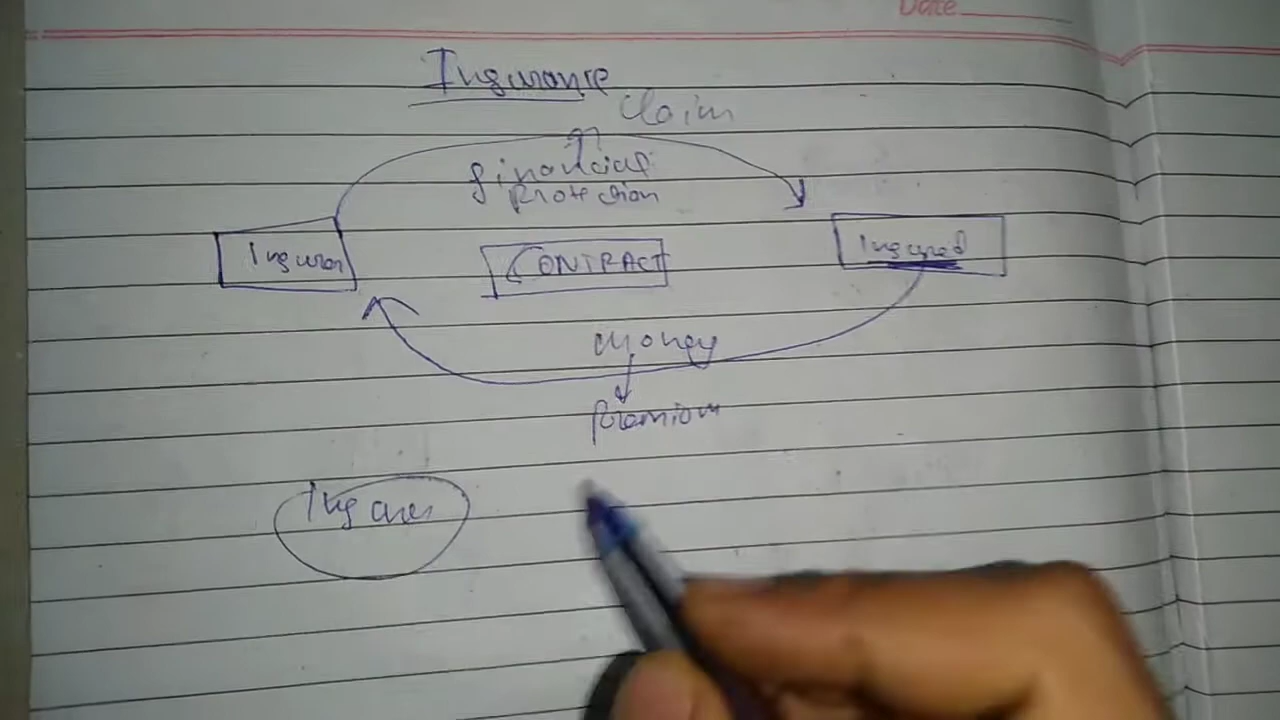 Date
Insurance
Claim
financial
Protection
Insurer
CONTRACT
Insured
Money
Premium
Insurer